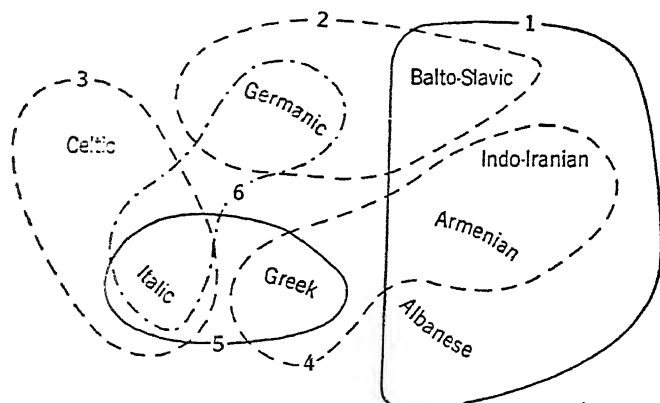 2
1
3
Balto-Slavic
Germanic
Celtic
Indo-Iranian
6
Armenian
Italic
Greek
Albanese
5
4